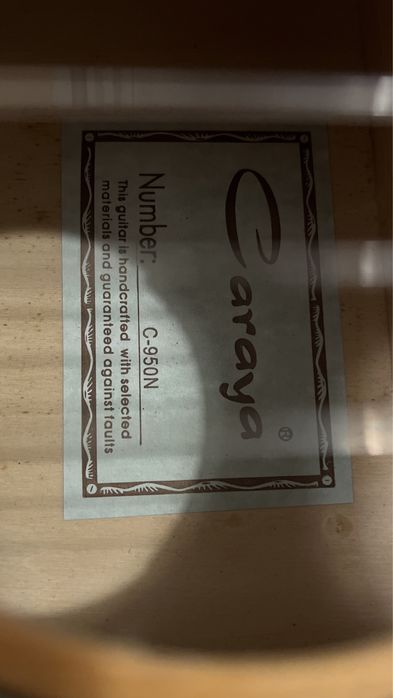 Caraya®
Number: C-950N
This guitar is handcrafted with selected
materials and guaranteed against faults